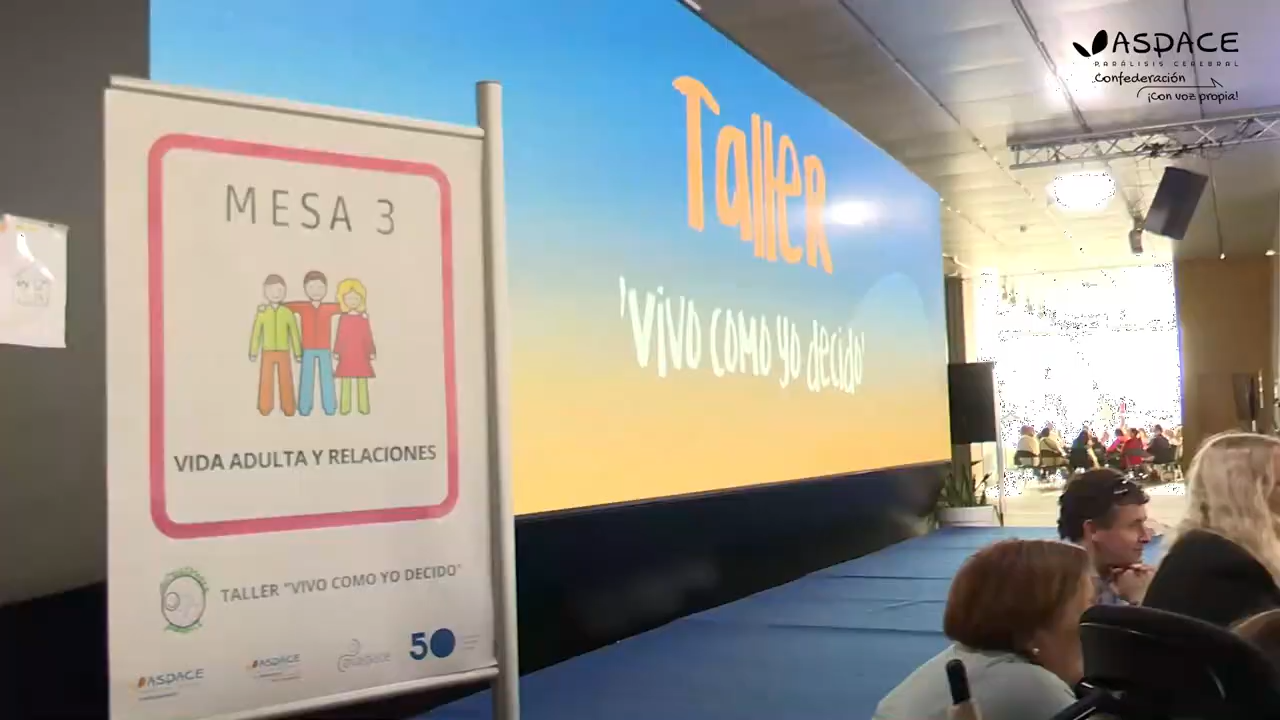 MESA 3
VIDA ADULTA Y RELACIONES
TALLER "VIVO COMO YO DECIDO"
ASPACE
ASPACE
50
Taller
'Vivo como yo decido'
ASPACE
PARÁLISIS CEREBRAL
Confederación
¡Con voz propia!